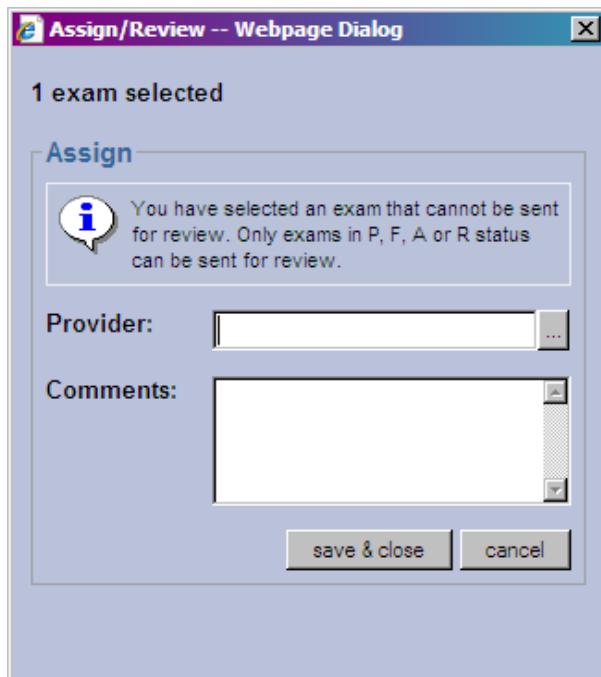 Assign/Review -- Webpage Dialog
1 exam selected
Assign
You have selected an exam that cannot be sent
for review. Only exams in P, F, A or R status
can be sent for review.
Provider:
...
Comments:
save & close
cancel